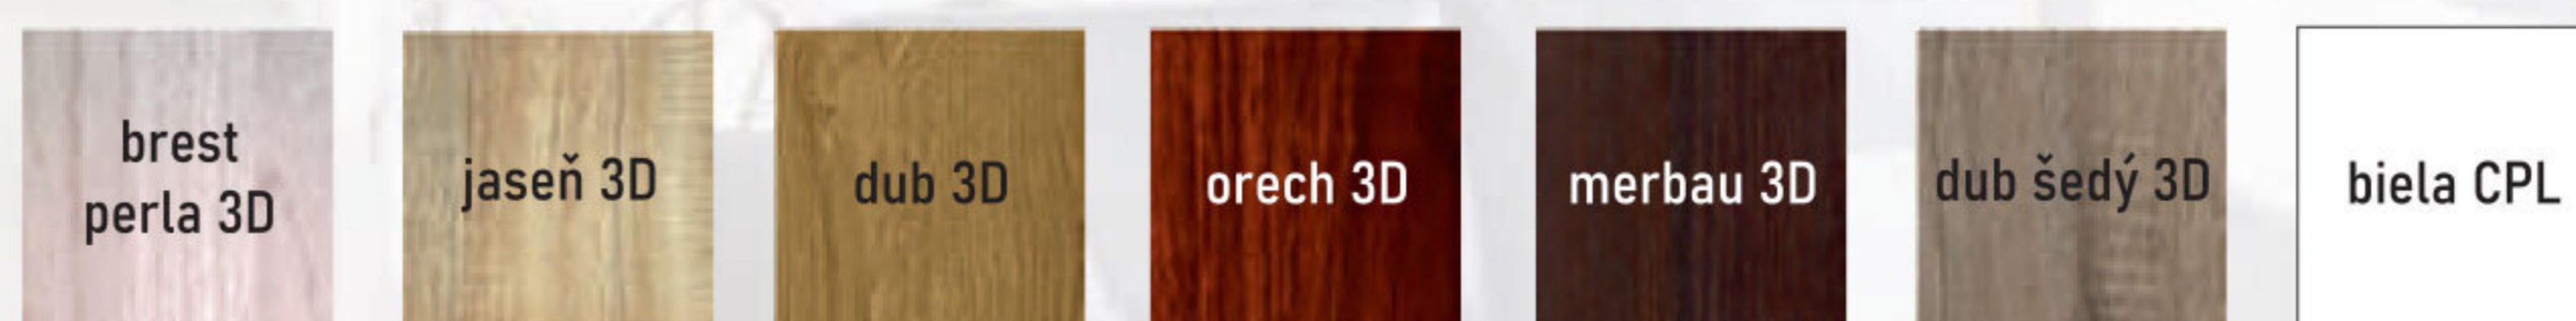 brest
perla 3D
jaseň 3D
dub 3D
orech 3D
merbau 3D
dub šedý 3D
biela CPL